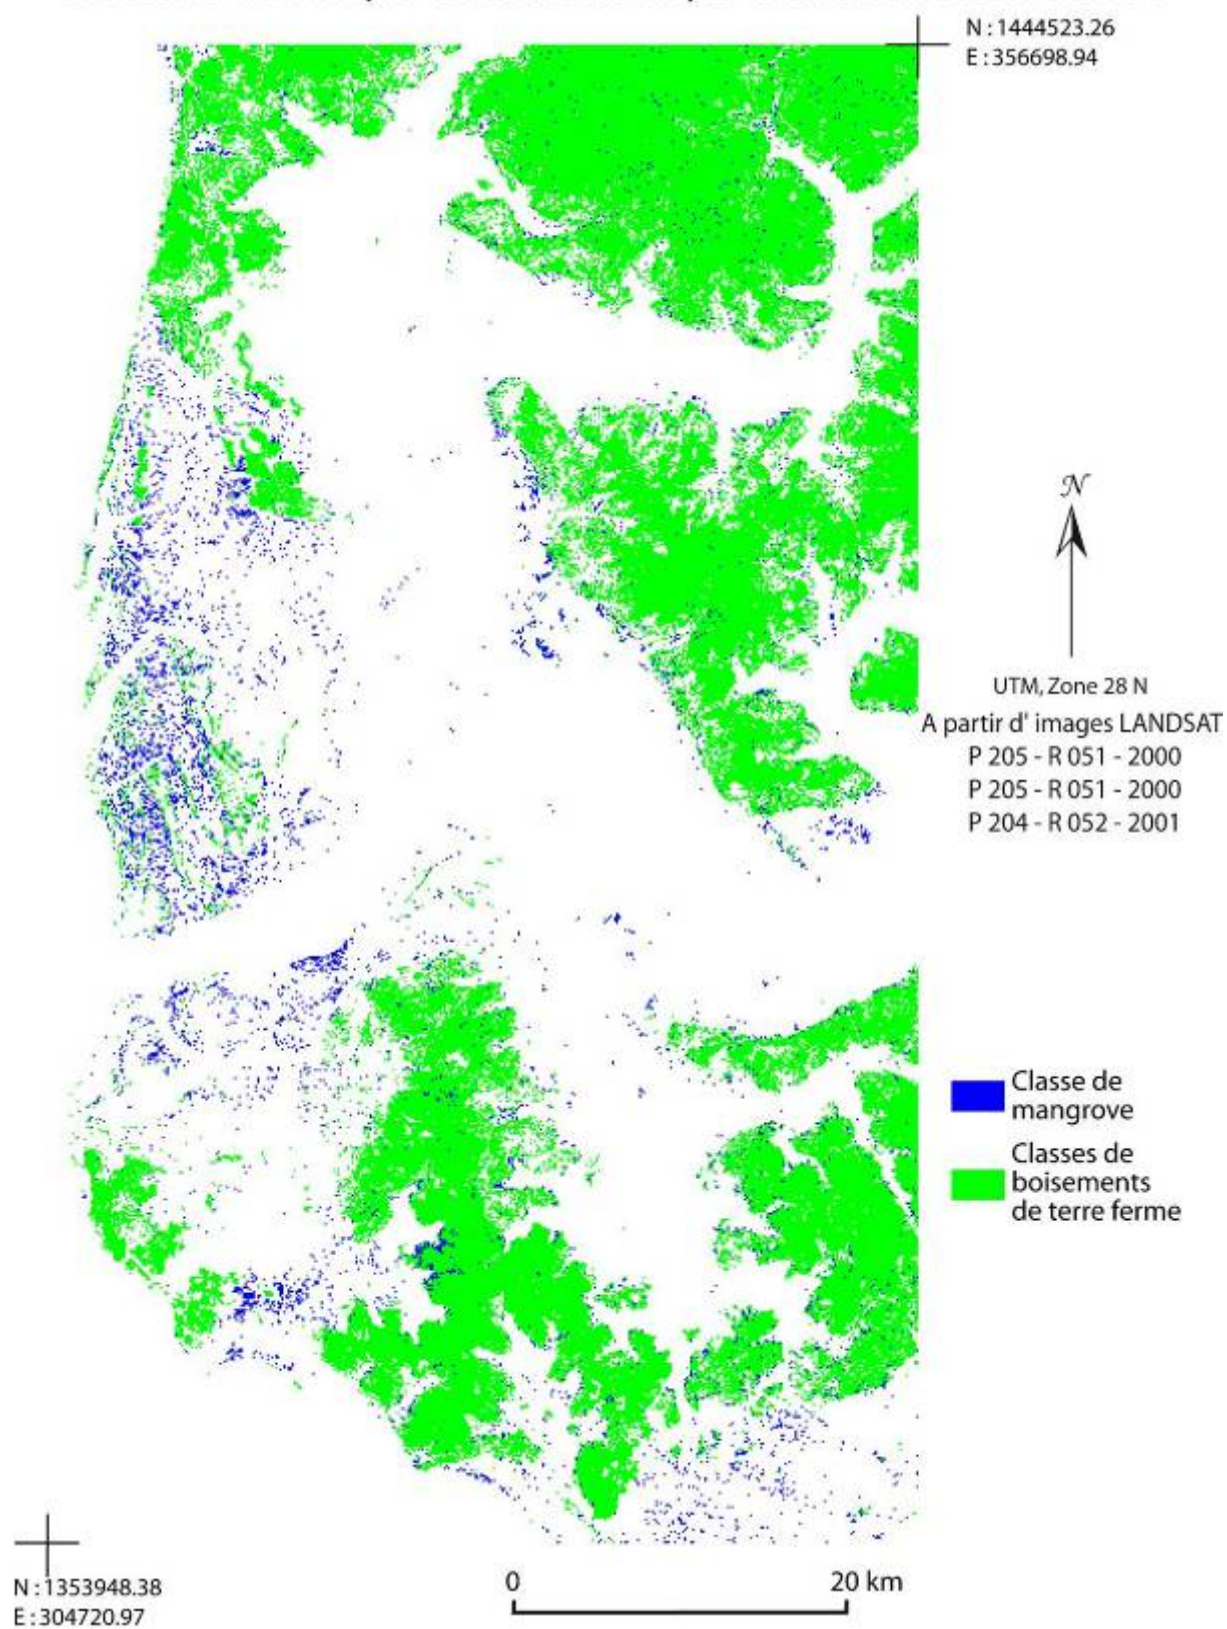 N : 1444523.26
E : 356698.94
N
UTM, Zone 28 N
A partir d' images LANDSAT
P 205 - R 051 - 2000
P 205 - R 051 - 2000
P 204 - R 052 - 2001
Classe de
mangrove
Classes de
boisements
de terre ferme
N : 1353948.38
E : 304720.97
0 20 km